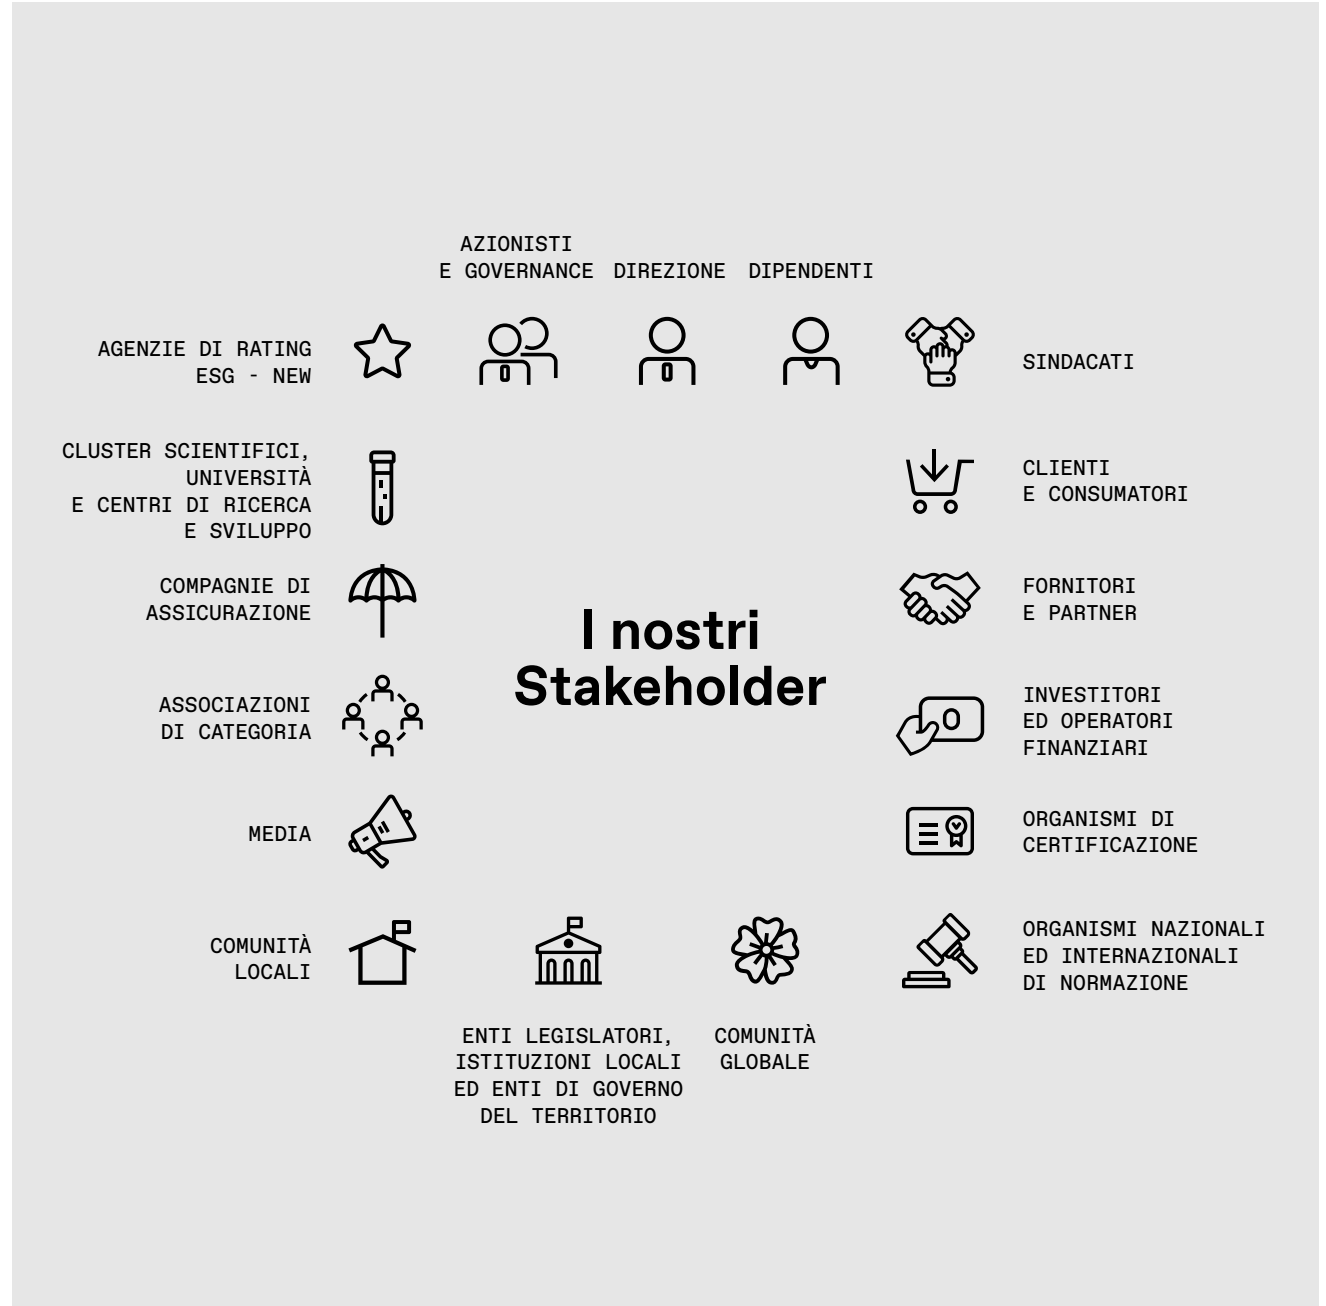 AZIONISTI
E GOVERNANCE
DIREZIONE
DIPENDENTI
AGENZIE DI RATING
ESG - NEW
SINDACATI
CLUSTER SCIENTIFICI,
UNIVERSITÀ
E CENTRI DI RICERCA
E SVILUPPO
CLIENTI
E CONSUMATORI
COMPAGNIE DI
ASSICURAZIONE
FORNITORI
E PARTNER
I nostri
Stakeholder
ASSOCIAZIONI
DI CATEGORIA
INVESTITORI
ED OPERATORI
FINANZIARI
MEDIA
ORGANISMI DI
CERTIFICAZIONE
COMUNITÀ
LOCALI
ORGANISMI NAZIONALI
ED INTERNAZIONALI
DI NORMAZIONE
ENTI LEGISLATORI,
ISTITUZIONI LOCALI
ED ENTI DI GOVERNO
DEL TERRITORIO
COMUNITÀ
GLOBALE